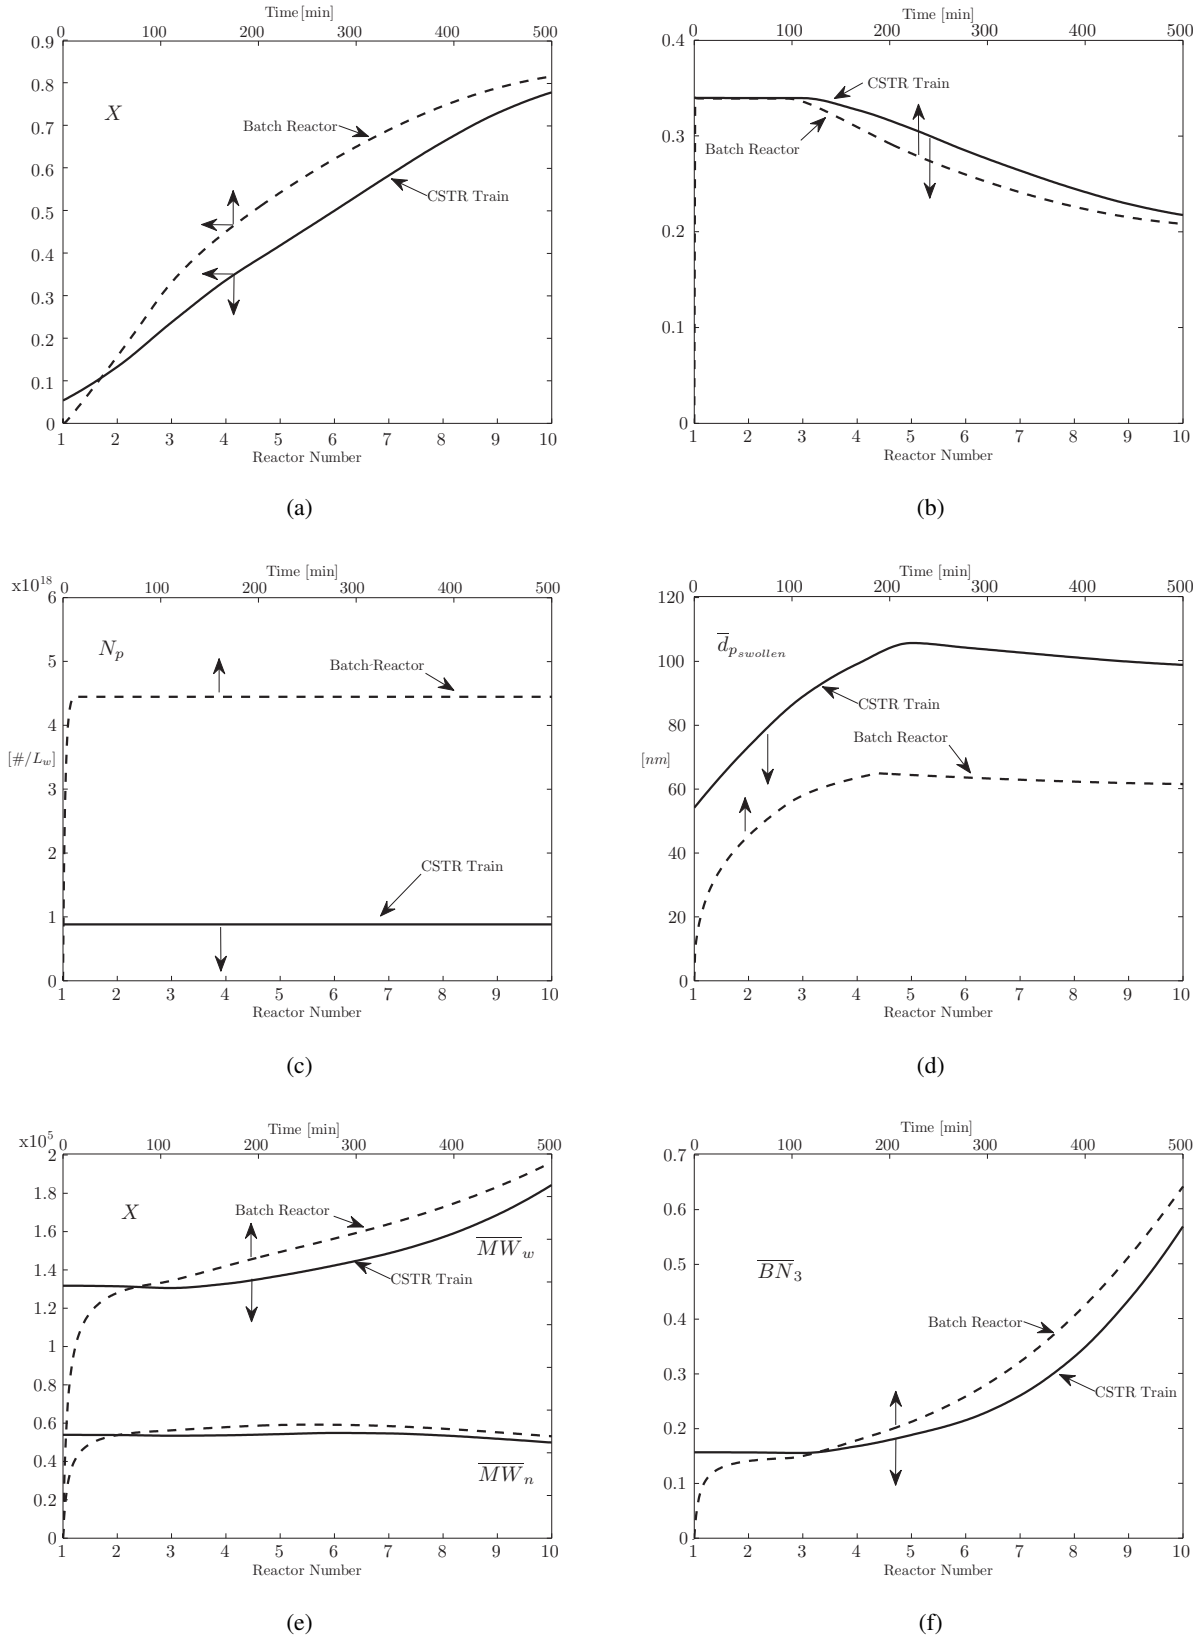 Time [min]
0 100 200 300 400 500
0.9
0.8
0.7
0.6
0.5
0.4
0.3
0.2
0.1
0
X
Batch Reactor
CSTR Train
1 2 3 4 5 6 7 8 9 10
Reactor Number
(a)
Time [min]
0 100 200 300 400 500
0.4
0.3
0.2
0.1
0
CSTR Train
Batch Reactor
1 2 3 4 5 6 7 8 9 10
Reactor Number
(b)
Time [min]
x10^18 0 100 200 300 400 500
6
5
4
[#/L_w]
3
2
1
0
N_p
Batch Reactor
CSTR Train
1 2 3 4 5 6 7 8 9 10
Reactor Number
(c)
Time [min]
0 100 200 300 400 500
120
100
80
[nm]
60
40
20
0
d̅_p_swollen
CSTR Train
Batch Reactor
1 2 3 4 5 6 7 8 9 10
Reactor Number
(d)
Time [min]
x10^5 0 100 200 300 400 500
2
1.8
1.6
1.4
1.2
1
0.8
0.6
0.4
0.2
0
X
Batch Reactor
M̅W̅_w
CSTR Train
M̅W̅_n
1 2 3 4 5 6 7 8 9 10
Reactor Number
(e)
Time [min]
0 100 200 300 400 500
0.7
0.6
0.5
0.4
0.3
0.2
0.1
0
B̅N̅_3
Batch Reactor
CSTR Train
1 2 3 4 5 6 7 8 9 10
Reactor Number
(f)